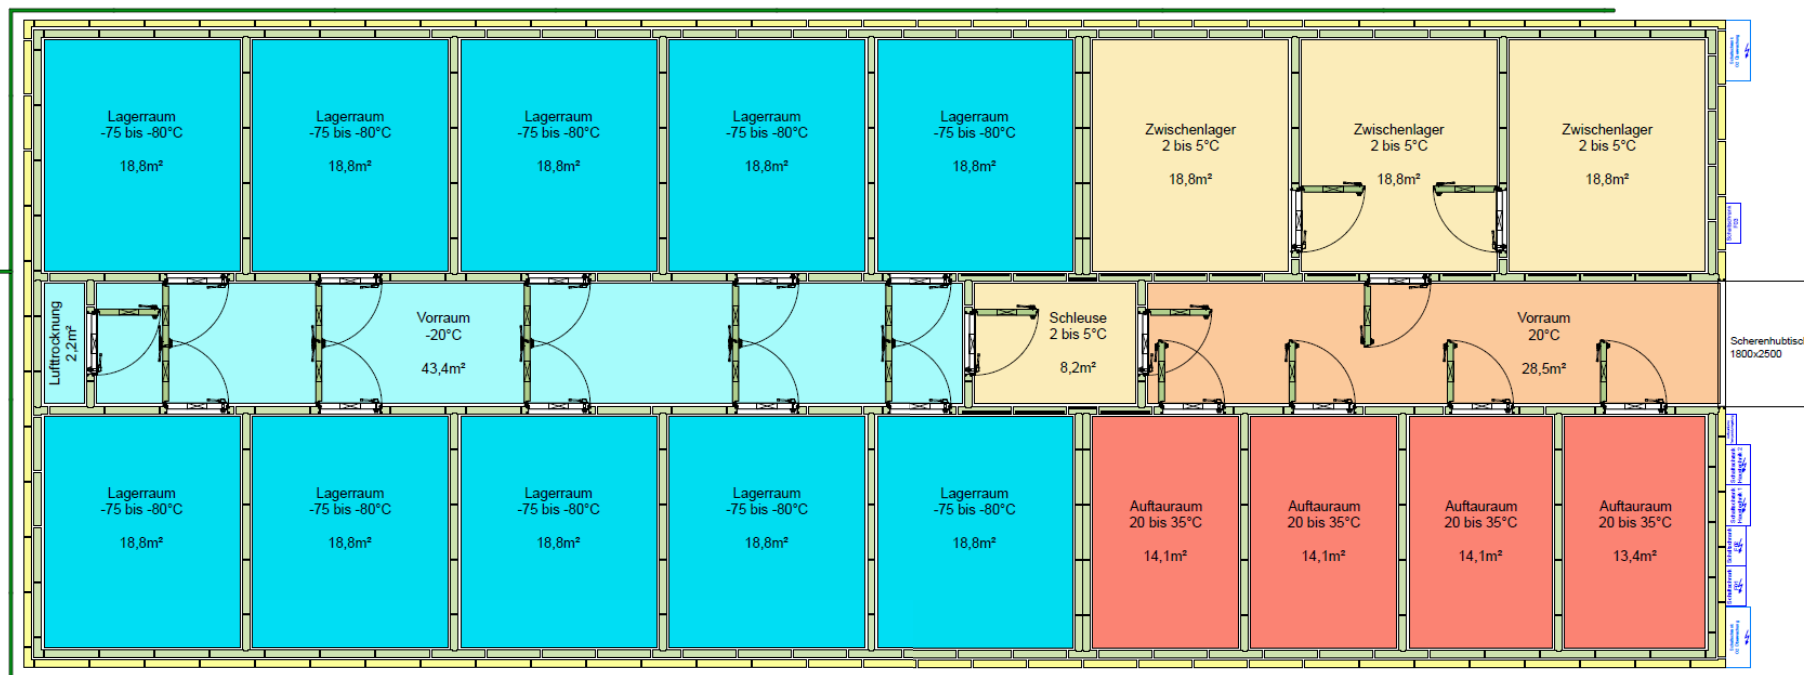 Lagerraum
-75 bis -80°C
18,8m²
Lagerraum
-75 bis -80°C
18,8m²
Lagerraum
-75 bis -80°C
18,8m²
Lagerraum
-75 bis -80°C
18,8m²
Lagerraum
-75 bis -80°C
18,8m²
Zwischenlager
2 bis 5°C
18,8m²
Zwischenlager
2 bis 5°C
18,8m²
Zwischenlager
2 bis 5°C
18,8m²
Lufttrocknung
2,2m²
Vorraum
-20°C
43,4m²
Schleuse
2 bis 5°C
8,2m²
Vorraum
20°C
28,5m²
Scherenhubtisch
1800x2500
Lagerraum
-75 bis -80°C
18,8m²
Lagerraum
-75 bis -80°C
18,8m²
Lagerraum
-75 bis -80°C
18,8m²
Lagerraum
-75 bis -80°C
18,8m²
Lagerraum
-75 bis -80°C
18,8m²
Auftauraum
20 bis 35°C
14,1m²
Auftauraum
20 bis 35°C
14,1m²
Auftauraum
20 bis 35°C
14,1m²
Auftauraum
20 bis 35°C
13,4m²